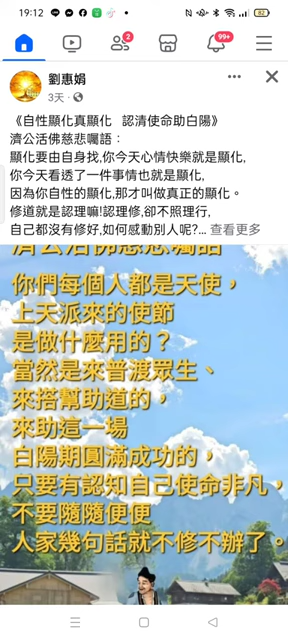 19:12
2
99+
劉惠娟
3天
《自性顯化真顯化 認清使命助白陽》
濟公活佛慈悲囑語：
顯化要由自身找,你今天心情快樂就是顯化,
你今天看透了一件事情也就是顯化,
因為你自性的顯化,那才叫做真正的顯化。
修道就是認理嘛!認理修,卻不照理行,
自己都沒有修好,如何感動別人呢?... 查看更多
濟公活佛慈悲囑語
你們每個人都是天使，
上天派來的使節
是做什麼用的？
當然是來普渡眾生、
來搭幫助道的，
來助這一場
白陽期圓滿成功的，
只要有認知自己使命非凡，
不要隨隨便便
人家幾句話就不修不辦了。